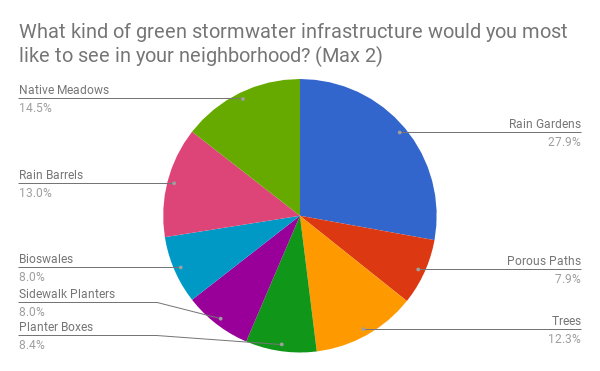 What kind of green stormwater infrastructure would you most
like to see in your neighborhood? (Max 2)
Native Meadows
14.5%
Rain Gardens
27.9%
Rain Barrels
13.0%
Bioswales
8.0%
Porous Paths
7.9%
Sidewalk Planters
8.0%
Trees
12.3%
Planter Boxes
8.4%